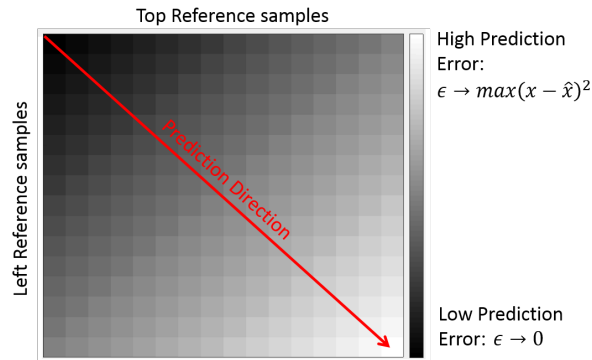 Top Reference samples
Left Reference samples
Prediction Direction
High Prediction
Error:
𝜖 → 𝑚𝑎𝑥(𝑥 − 𝑥̂)²
Low Prediction
Error: 𝜖 → 0